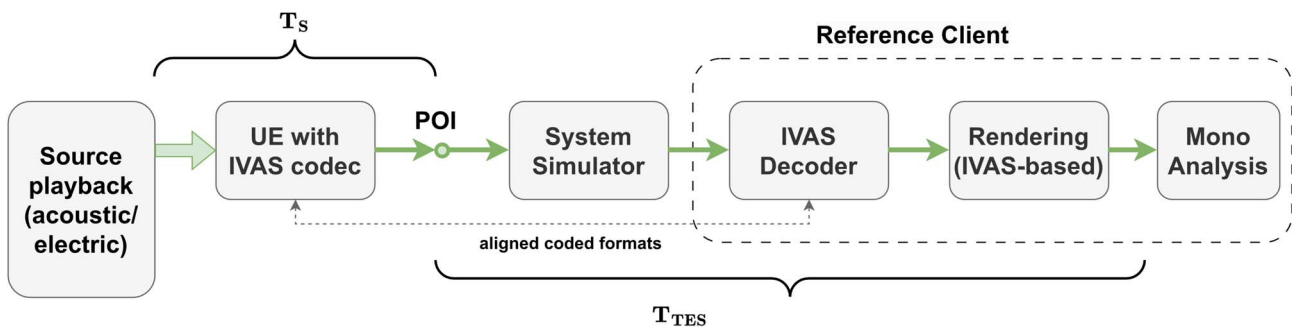 T_S
Reference Client
Source
playback
(acoustic/
electric)
UE with
IVAS codec
POI
System
Simulator
IVAS
Decoder
Rendering
(IVAS-based)
Mono
Analysis
aligned coded formats
T_TES